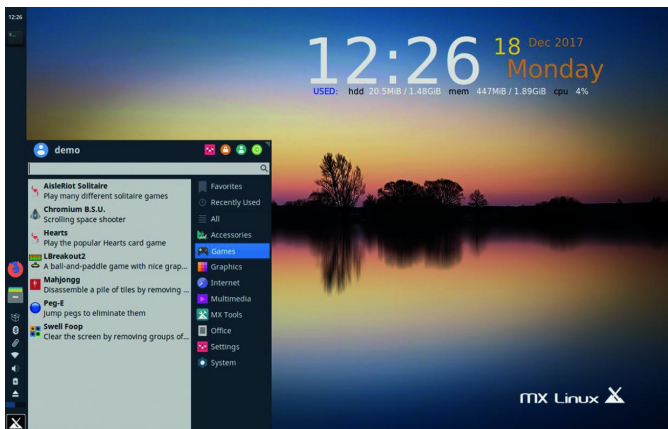 12:26
12:26
18 Dec 2017
Monday
USED: hdd 20.5MiB / 1.48GiB mem 447MiB / 1.89GiB cpu 4%
demo
AisleRiot Solitaire
Play many different solitaire games
Chromium B.S.U.
Scrolling space shooter
Hearts
Play the popular Hearts card game
LBreakout2
A ball-and-paddle game with nice grap...
Mahjongg
Disassemble a pile of tiles by removing ...
Peg-E
Jump pegs to eliminate them
Swell Foop
Clear the screen by removing groups of...
Favorites
Recently Used
All
Accessories
Games
Graphics
Internet
Multimedia
MX Tools
Office
Settings
System
MX Linux